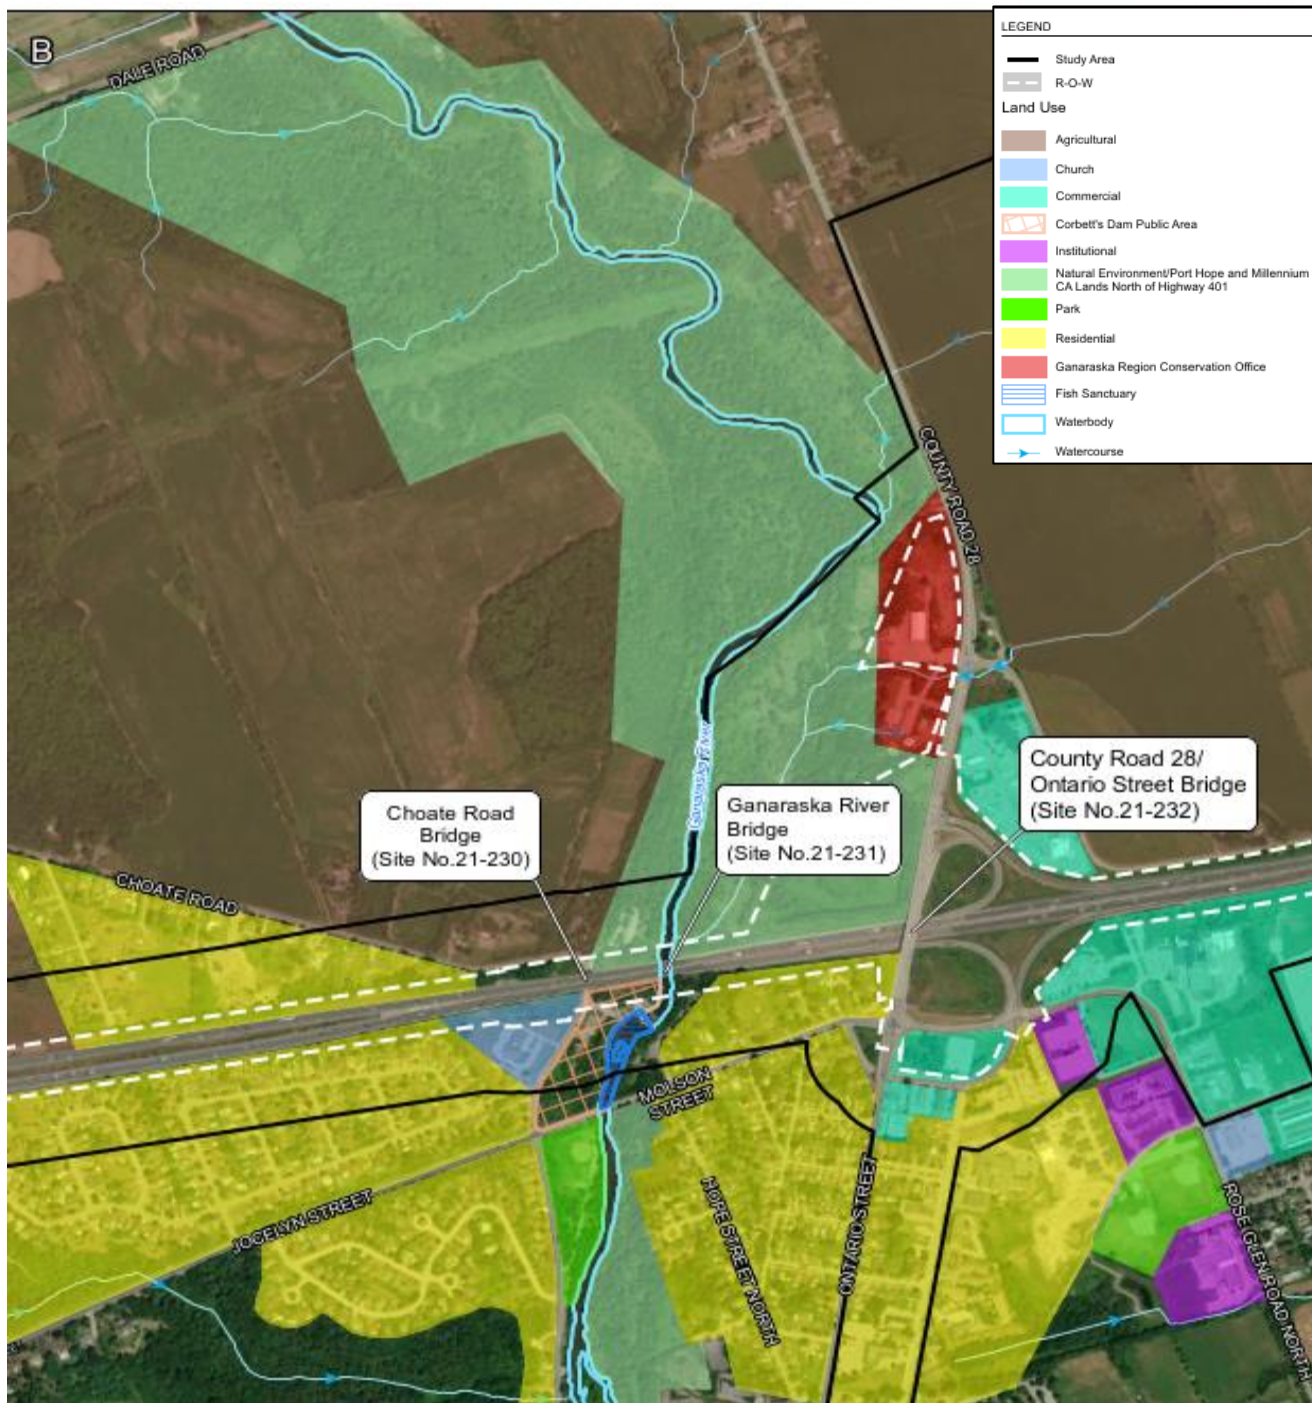 B
DALE ROAD
LEGEND
Study Area
R-O-W
Land Use
Agricultural
Church
Commercial
Corbett's Dam Public Area
Institutional
Natural Environment/Port Hope and Millennium
CA Lands North of Highway 401
Park
Residential
Ganaraska Region Conservation Office
Fish Sanctuary
Waterbody
Watercourse
COUNTY ROAD 28
Ganaraska River
County Road 28/
Ontario Street Bridge
(Site No.21-232)
Choate Road
Bridge
(Site No.21-230)
Ganaraska River
Bridge
(Site No.21-231)
CHOATE ROAD
MOLSON
STREET
JOCELYN STREET
HOPE STREET NORTH
ONTARIO STREET
ROSE GLEN ROAD NORTH